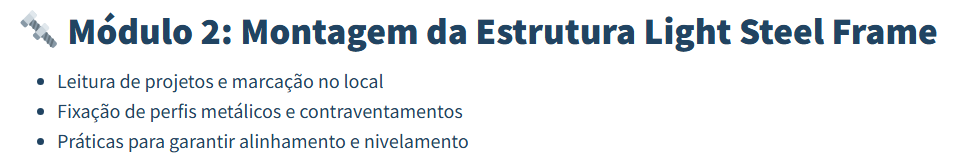 Módulo 2: Montagem da Estrutura Light Steel Frame
• Leitura de projetos e marcação no local
• Fixação de perfis metálicos e contraventamentos
• Práticas para garantir alinhamento e nivelamento